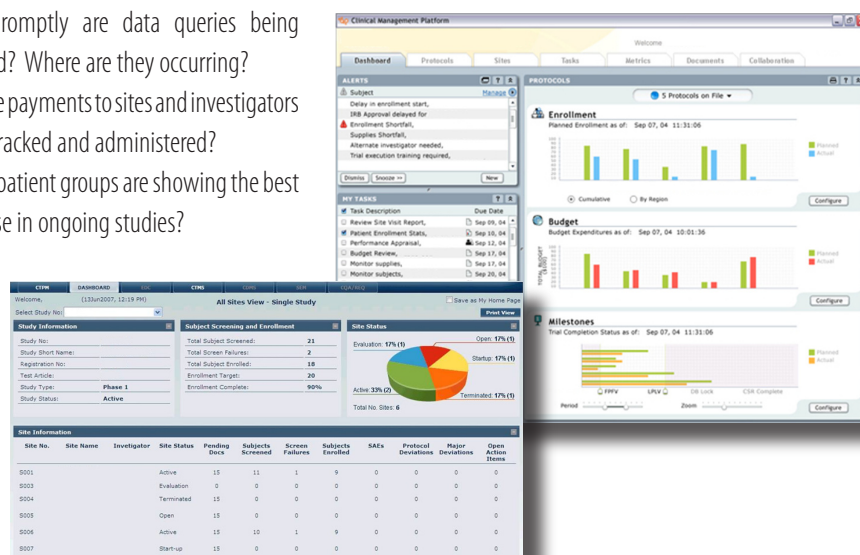 romptly are data queries being
d? Where are they occurring?
e payments to sites and investigators
racked and administered?
patient groups are showing the best
se in ongoing studies?
Clinical Management Platform
Welcome
Dashboard Protocols Sites Tasks Metrics Documents Collaboration
ALERTS
Subject Manage
Delay in enrollment start,
IRB Approval delayed for
Enrollment Shortfall,
Supplies Shortfall,
Alternate investigator needed,
Trial execution training required,
Dismiss Snooze New
MY TASKS
Task Description Due Date
Review Site Visit Report, Sep 09, 04
Patient Enrollment Stats, Sep 10, 04
Performance Appraisal, Sep 12, 04
Budget Review, Sep 17, 04
Monitor supplies, Sep 17, 04
Monitor subjects, Sep 20, 04
PROTOCOLS
5 Protocols on File
Enrollment
Planned Enrollment as of: Sep 07, 04 11:31:06
Planned
Actual
Cumulative By Region Configure
Budget
Budget Expenditures as of: Sep 07, 04 10:01:36
TOTAL BUDGET
Planned
Actual
Configure
Milestones
Trial Completion Status as of: Sep 07, 04 11:31:06
Planned
Actual
FPFV LPLV DB Lock CSR Complete
Period Zoom Configure
CTPM DASHBOARD EDC CTMS CDMS
Welcome, (13Jun2007, 12:19 PM) All Sites View - Single Study Save as My Home Page
Select Study No: Print View
Study Information
Study No:
Study Short Name:
Registration No:
Test Article:
Study Type: Phase 1
Study Status: Active
Subject Screening and Enrollment
Total Subject Screened: 21
Total Screen Failures: 2
Total Subject Enrolled: 18
Enrollment Target: 20
Enrollment Complete: 90%
Site Status
Evaluation: 17% (1)
Open: 17% (1)
Startup: 17% (1)
Active: 33% (2)
Terminated: 17% (1)
Total No. Sites: 6
Site Information
Site No. Site Name Invetigator Site Status Pending Docs Subjects Screened Screen Failures Subjects Enrolled SAEs Protocol Deviations Major Deviations Open Action Items
S001 Active 15 11 1 9 0 0 0 0
S003 Evaluation 0 0 0 0 0 0 0 0
S004 Terminated 15 0 0 0 0 0 0 0
S005 Open 15 0 0 0 0 0 0 0
S006 Active 15 10 1 9 0 0 0 0
S007 Start-up 15 0 0 0 0 0 0 0